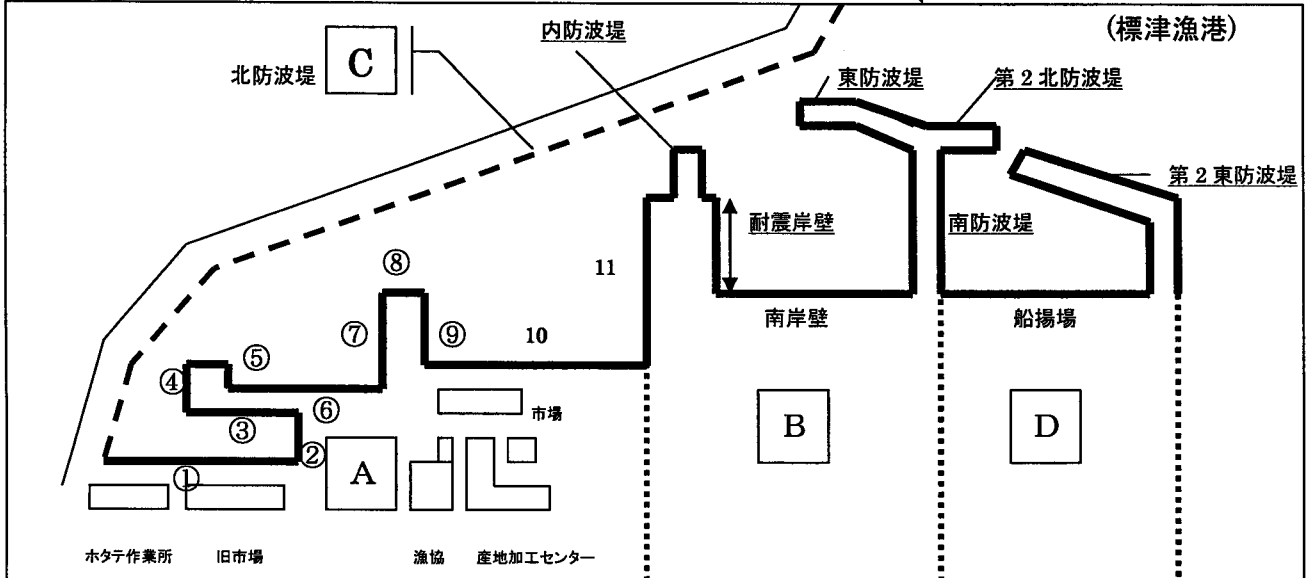 (標津漁港)
内防波堤
C
北防波堤
東防波堤
第2北防波堤
第2東防波堤
耐震岸壁
南防波堤
⑧
11
南岸壁
船揚場
⑦
⑨
10
⑤
④
⑥
市場
③
B
D
②
A
①
ホタテ作業所
旧市場
漁協
産地加工センター